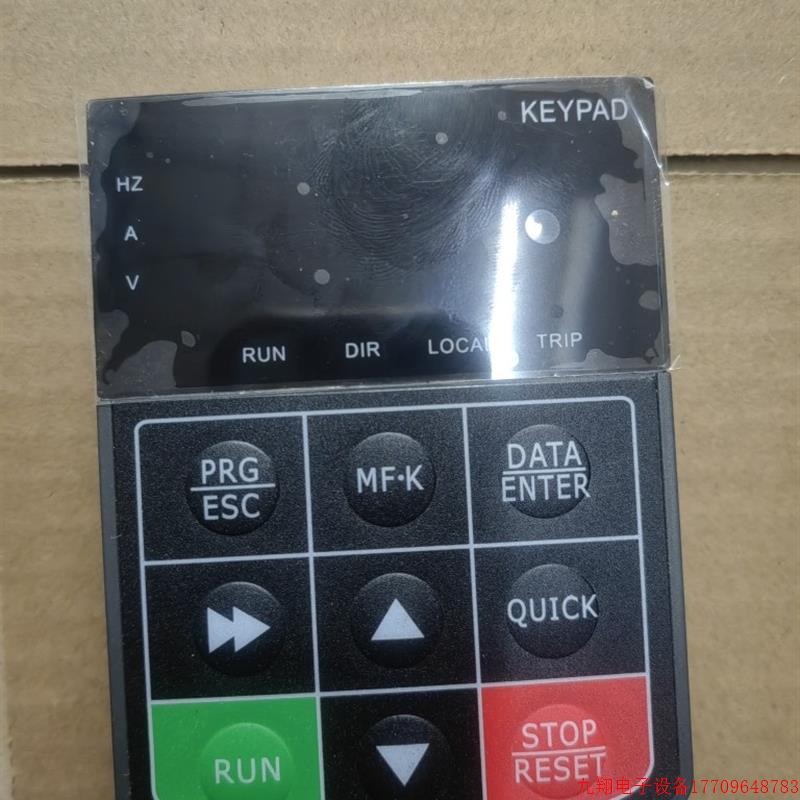 KEYPAD
HZ
A
V
RUN DIR LOCAL TRIP
PRG
ESC
MF·K
DATA
ENTER
QUICK
RUN
STOP
RESET
九翔电子设备17709648783